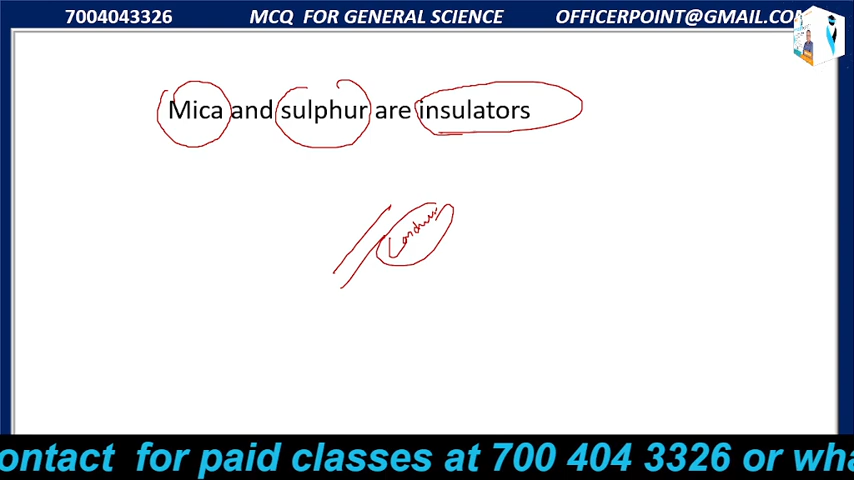 7004043326 MCQ FOR GENERAL SCIENCE OFFICERPOINT@GMAIL.COM
Mica and sulphur are insulators
ontact for paid classes at 700 404 3326 or wha